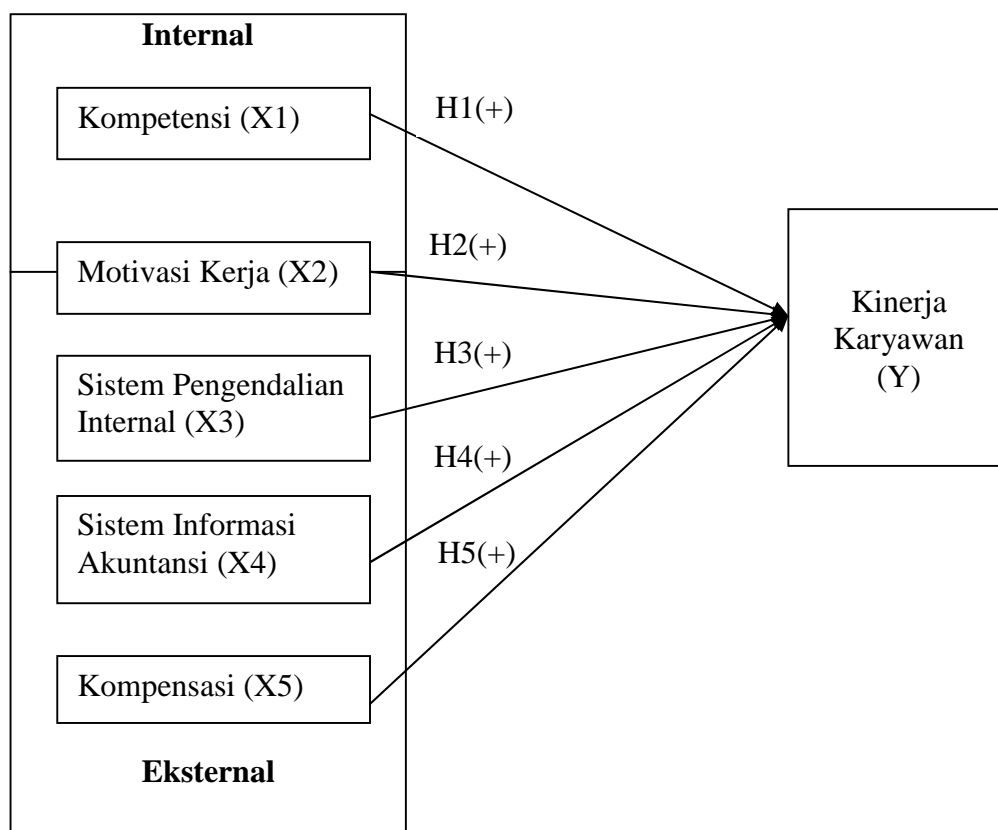 Internal
Kompetensi (X1)
H1(+)
Motivasi Kerja (X2)
H2(+)
Sistem Pengendalian
Internal (X3)
H3(+)
Sistem Informasi
Akuntansi (X4)
H4(+)
Kompensasi (X5)
H5(+)
Eksternal
Kinerja
Karyawan
(Y)